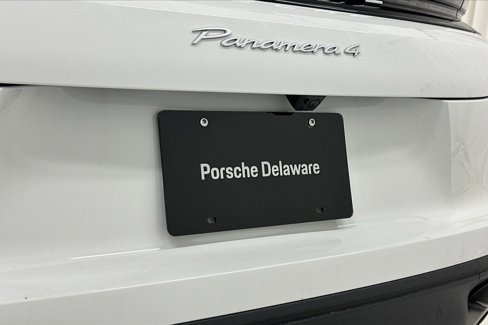 Panamera 4
Porsche Delaware